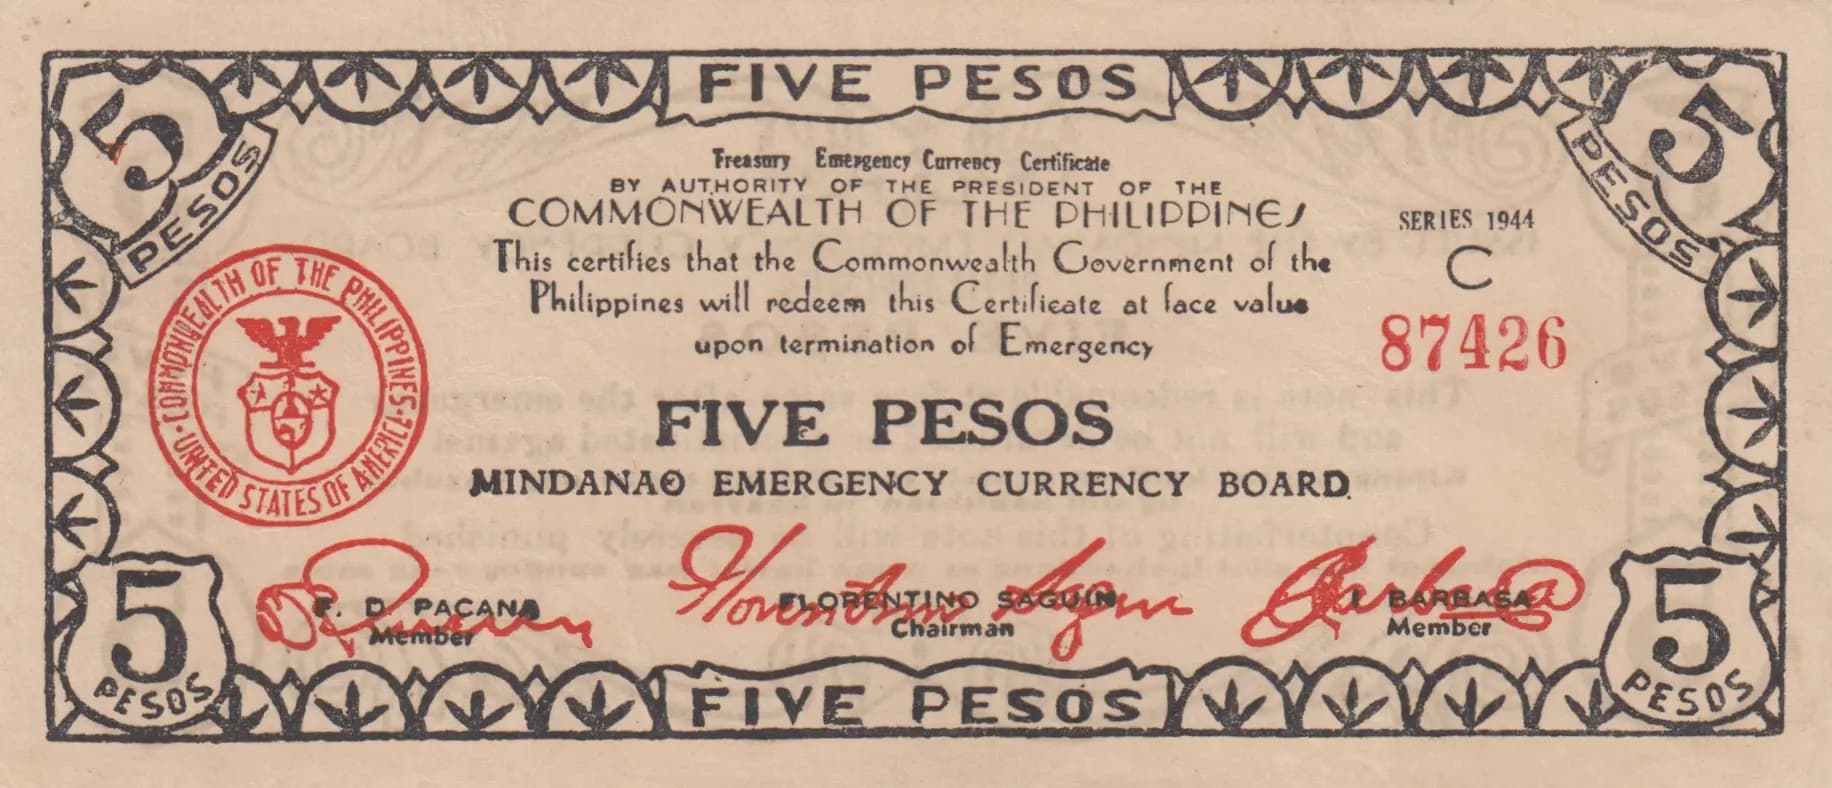 FIVE PESOS
5
PESOS
5
PESOS
Treasury Emergency Currency Certificate
BY AUTHORITY OF THE PRESIDENT OF THE
COMMONWEALTH OF THE PHILIPPINES
This certifies that the Commonwealth Government of the
Philippines will redeem this Certificate at face value
upon termination of Emergency
SERIES 1944
C
87426
COMMONWEALTH OF THE PHILIPPINES
UNITED STATES OF AMERICA
FIVE PESOS
MINDANAO EMERGENCY CURRENCY BOARD
F. D. PACANA
Member
FLORENTINO SAGUIN
Chairman
I. BARBASA
Member
Florentino Saguin
5
PESOS
FIVE PESOS
5
PESOS